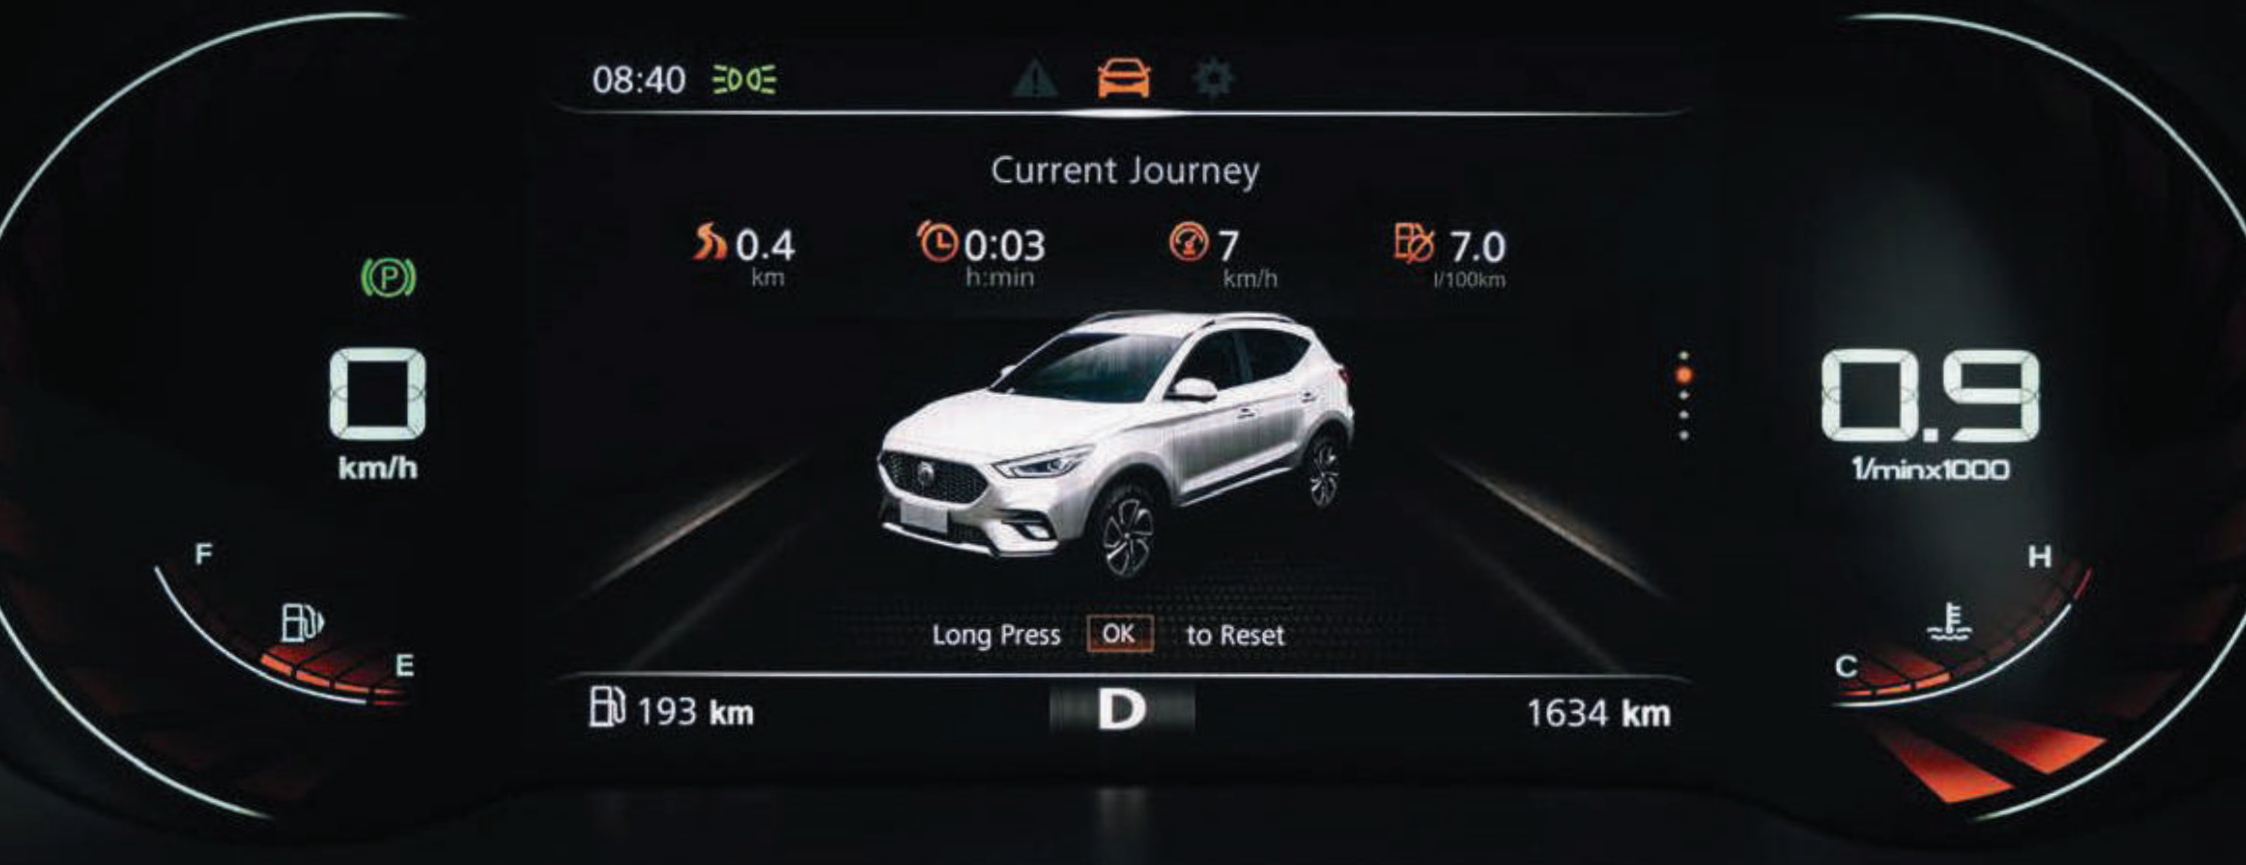 08:40
Current Journey
0.4 0:03 7 7.0
km h:min km/h l/100km
P
0
km/h
0.9
1/minx1000
F
E
H
C
Long Press OK to Reset
193 km D 1634 km